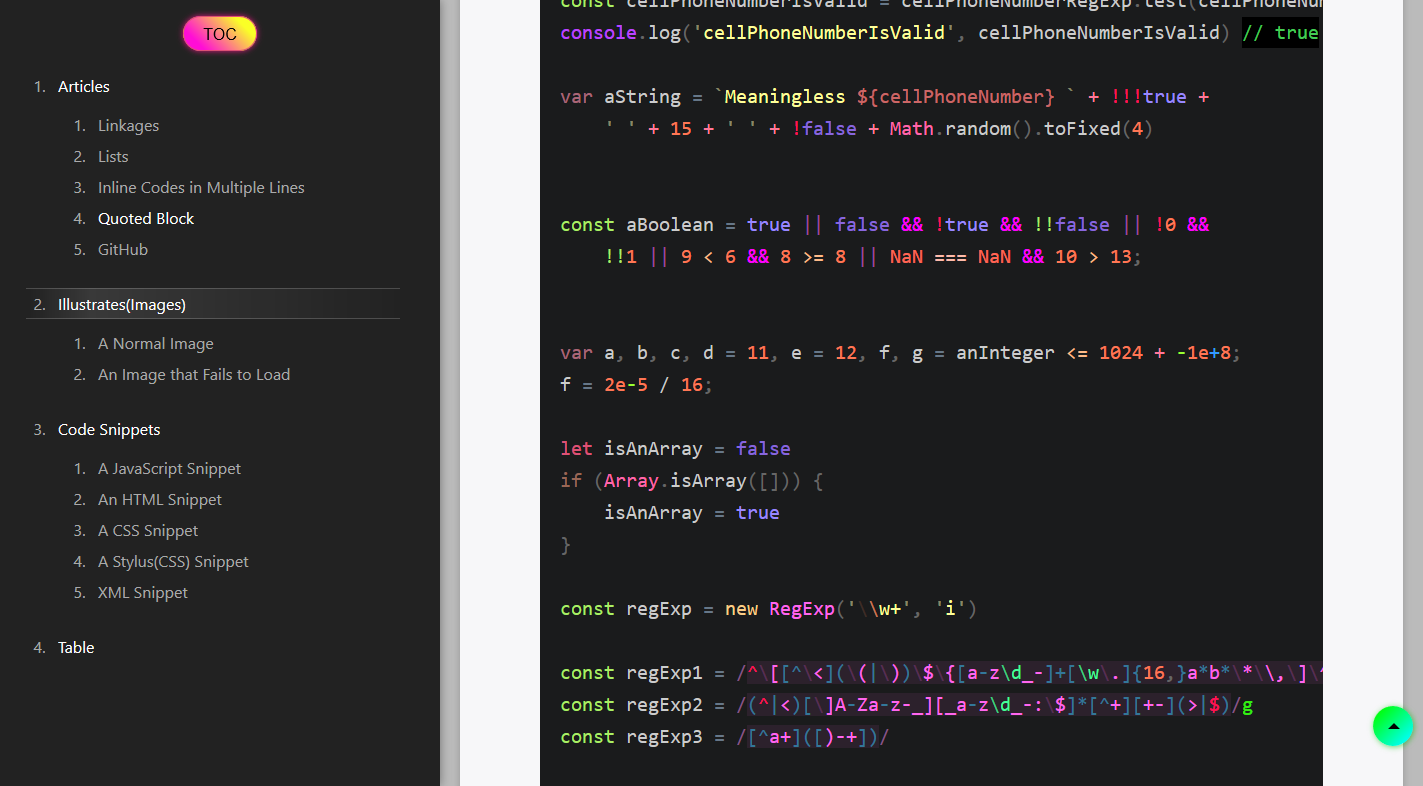 TOC
1. Articles
1. Linkages
2. Lists
3. Inline Codes in Multiple Lines
4. Quoted Block
5. GitHub
2. Illustrates(Images)
1. A Normal Image
2. An Image that Fails to Load
3. Code Snippets
1. A JavaScript Snippet
2. An HTML Snippet
3. A CSS Snippet
4. A Stylus(CSS) Snippet
5. XML Snippet
4. Table
const cellPhoneNumberIsValid = cellPhoneNumberRegExp.test(cellPhoneNum
console.log('cellPhoneNumberIsValid', cellPhoneNumberIsValid) // true
var aString = `Meaningless ${cellPhoneNumber} ` + !!!true +
' ' + 15 + ' ' + !false + Math.random().toFixed(4)
const aBoolean = true || false && !true && !!false || !0 &&
!!1 || 9 < 6 && 8 >= 8 || NaN === NaN && 10 > 13;
var a, b, c, d = 11, e = 12, f, g = anInteger <= 1024 + -1e+8;
f = 2e-5 / 16;
let isAnArray = false
if (Array.isArray([])) {
isAnArray = true
}
const regExp = new RegExp('\\w+', 'i')
const regExp1 = /^\[[^\<](\(|\))\$\{[a-z\d_-]+[\w\.]{16,}a*b*\*\\,\]\^
const regExp2 = /(^|<)[\]A-Za-z-_][_a-z\d_-:\$]*[^+][+-](>|$)/g
const regExp3 = /[^a+]([)-+])/